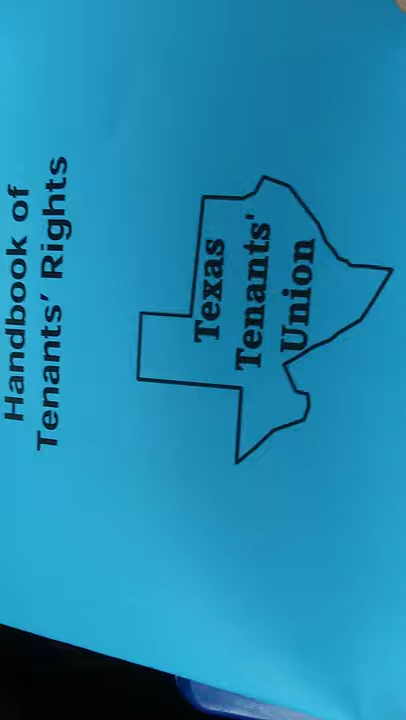 Handbook of
Tenants' Rights
Texas
Tenants'
Union